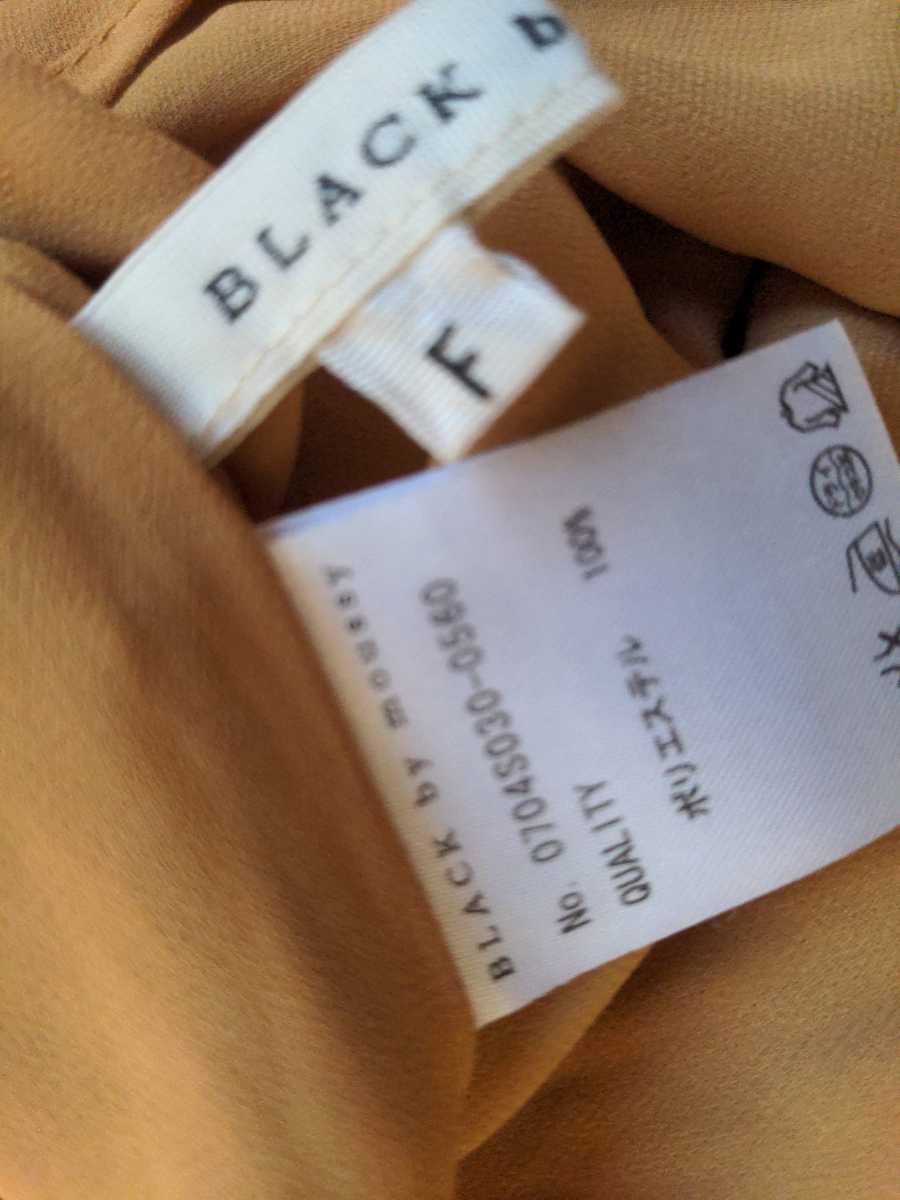 BLACK b
F
BLACK by moussy
No. 0704S030-0560
QUALITY
ポリエステル 100%